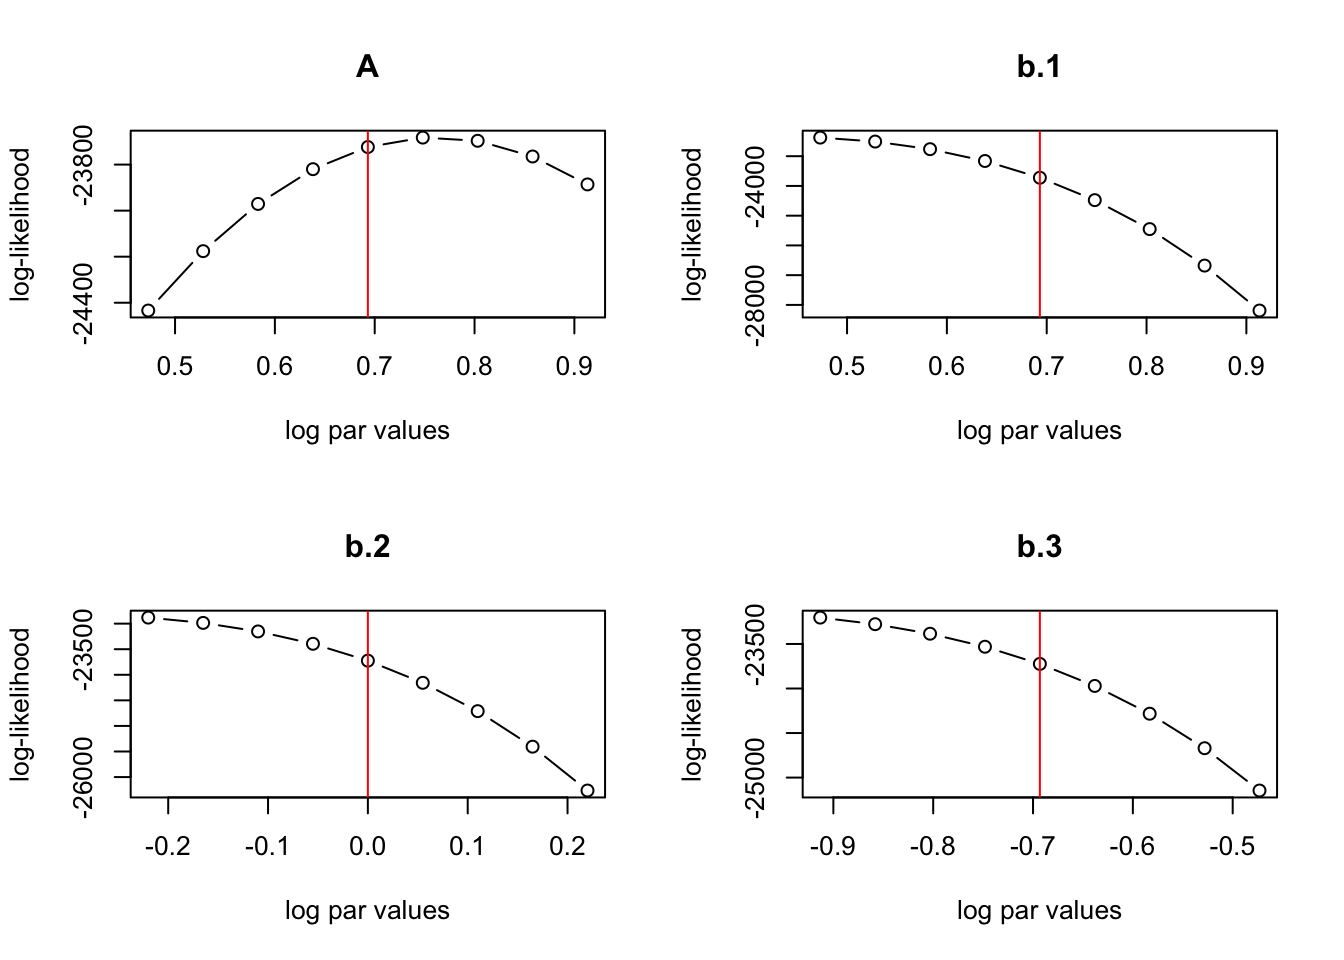 A
log-likelihood
-23800
-24400
0.5 0.6 0.7 0.8 0.9
log par values
b.1
log-likelihood
-24000
-28000
0.5 0.6 0.7 0.8 0.9
log par values
b.2
log-likelihood
-23500
-26000
-0.2 -0.1 0.0 0.1 0.2
log par values
b.3
log-likelihood
-23500
-25000
-0.9 -0.8 -0.7 -0.6 -0.5
log par values